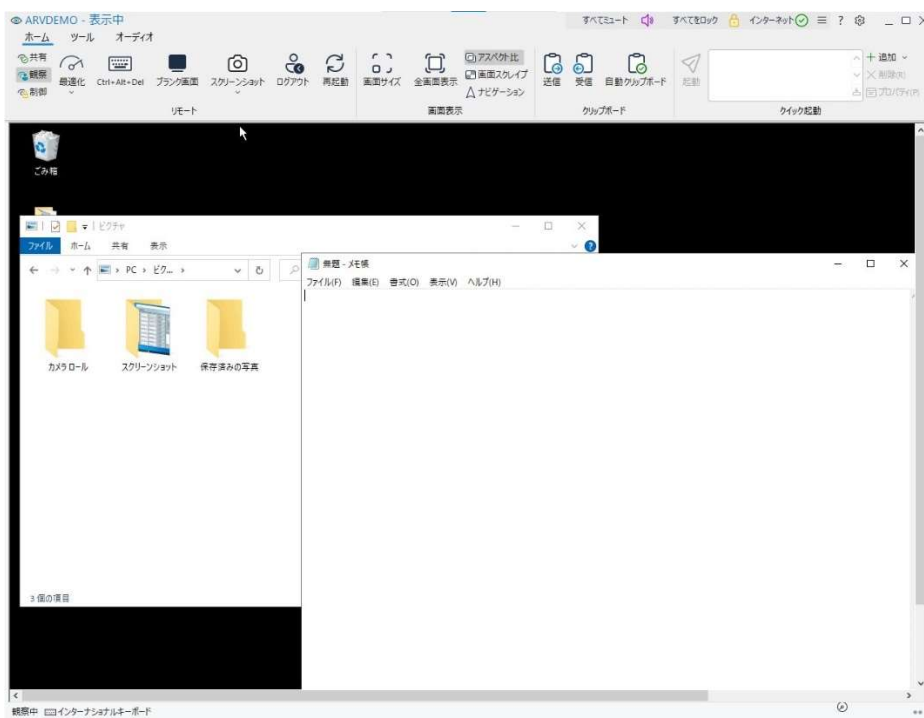 ARVDEMO - 表示中
すべてミュート すべてをロック インターネット ?
ホーム ツール オーディオ
共有
観察
制御
最適化 Ctrl+Alt+Del ブランク画面 スクリーンショット ログアウト 再起動 画面サイズ 全画面表示
アスペクト比
画面スクレイプ
ナビゲーション
送信 受信 自動クリップボード 起動
追加
削除(R)
プロパティ(P)
リモート 画面表示 クリップボード クイック起動
ごみ箱
ピクチャ
ファイル ホーム 共有 表示
PC > ピク... >
無題 - メモ帳
ファイル(F) 編集(E) 書式(O) 表示(V) ヘルプ(H)
カメラ ロール スクリーンショット 保存済みの写真
3 個の項目
観察中 インターナショナルキーボード